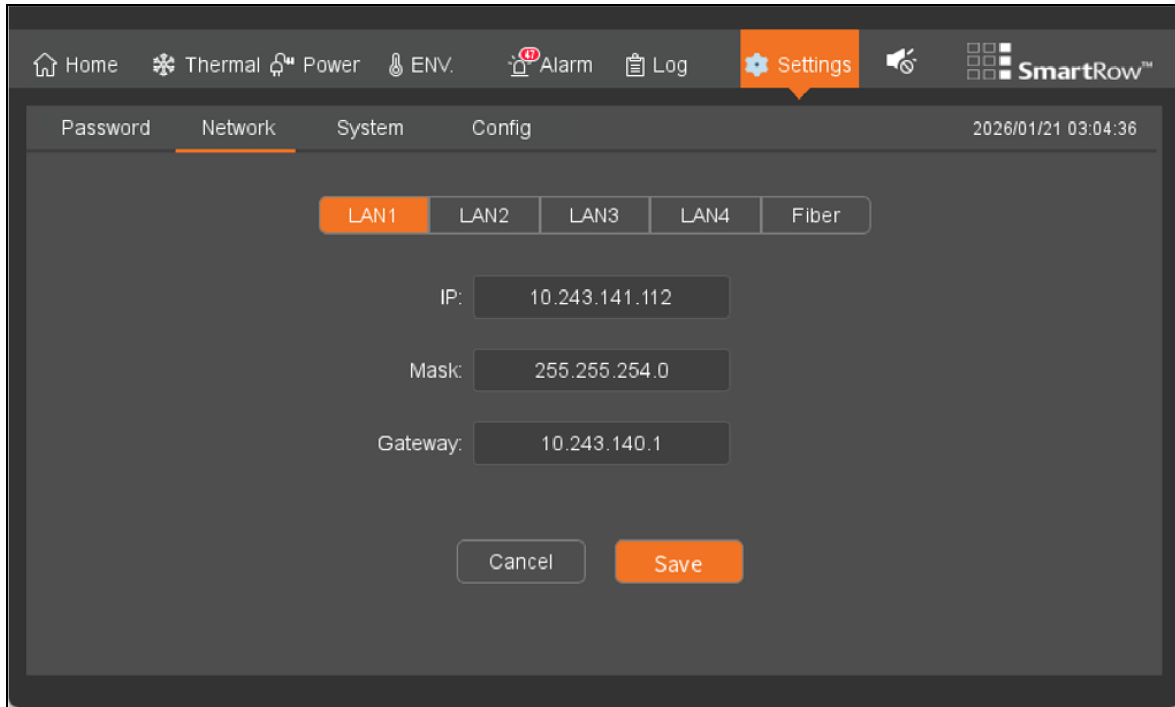 Home Thermal Power ENV. 47 Alarm Log Settings SmartRow™
Password Network System Config 2026/01/21 03:04:36
LAN1 LAN2 LAN3 LAN4 Fiber
IP: 10.243.141.112
Mask: 255.255.254.0
Gateway: 10.243.140.1
Cancel Save